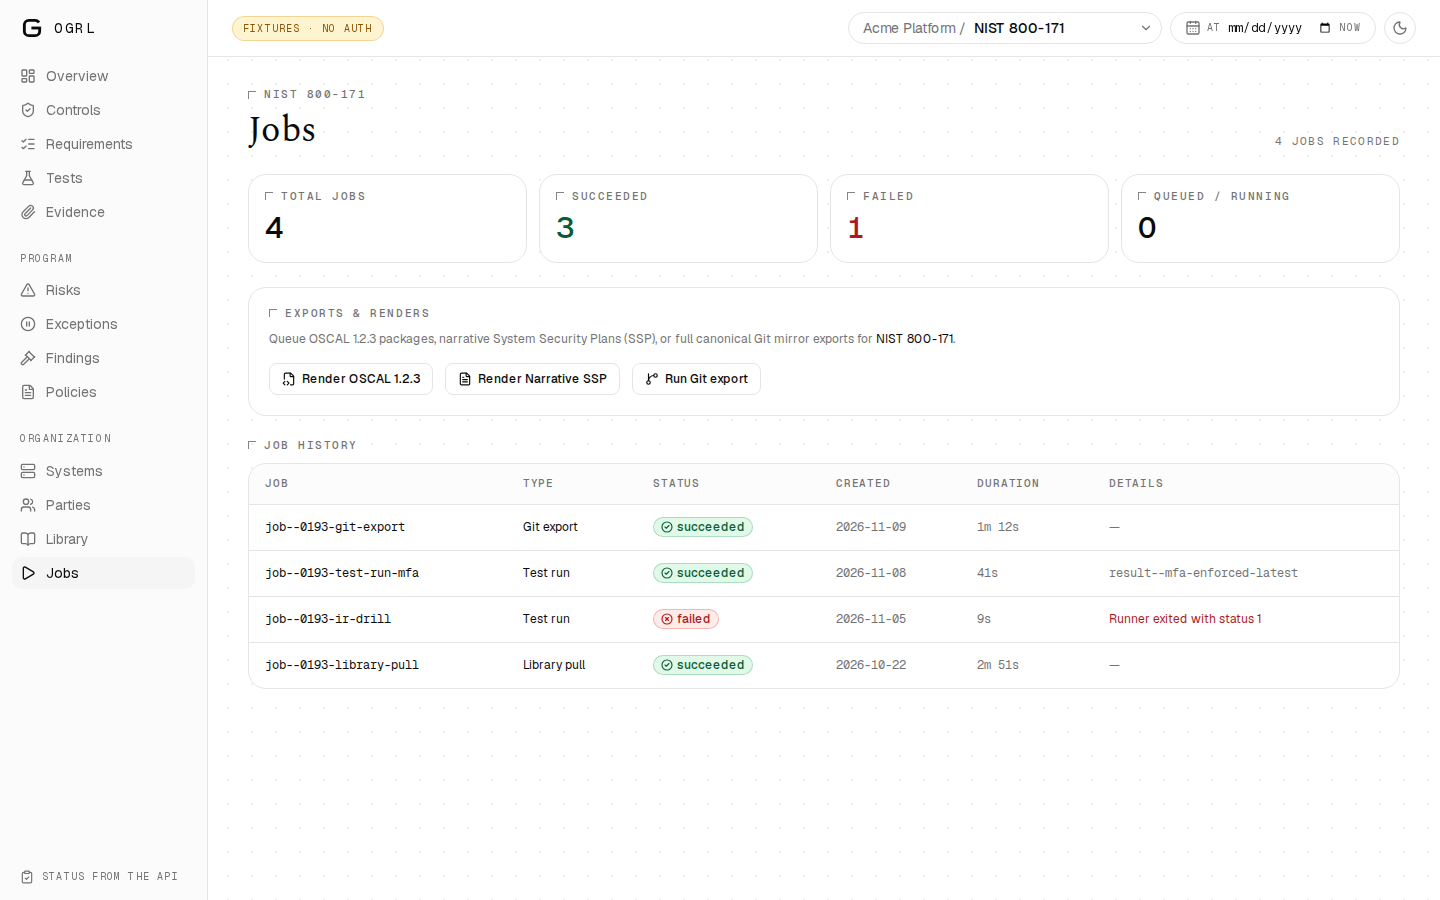 OGRL
FIXTURES · NO AUTH
Acme Platform / NIST 800-171
AT mm/dd/yyyy NOW
Overview
Controls
Requirements
Tests
Evidence
PROGRAM
Risks
Exceptions
Findings
Policies
ORGANIZATION
Systems
Parties
Library
Jobs
STATUS FROM THE API
NIST 800-171
Jobs
4 JOBS RECORDED
TOTAL JOBS
4
SUCCEEDED
3
FAILED
1
QUEUED / RUNNING
0
EXPORTS & RENDERS
Queue OSCAL 1.2.3 packages, narrative System Security Plans (SSP), or full canonical Git mirror exports for NIST 800-171.
Render OSCAL 1.2.3 Render Narrative SSP Run Git export
JOB HISTORY
JOB TYPE STATUS CREATED DURATION DETAILS
job--0193-git-export Git export succeeded 2026-11-09 1m 12s —
job--0193-test-run-mfa Test run succeeded 2026-11-08 41s result--mfa-enforced-latest
job--0193-ir-drill Test run failed 2026-11-05 9s Runner exited with status 1
job--0193-library-pull Library pull succeeded 2026-10-22 2m 51s —